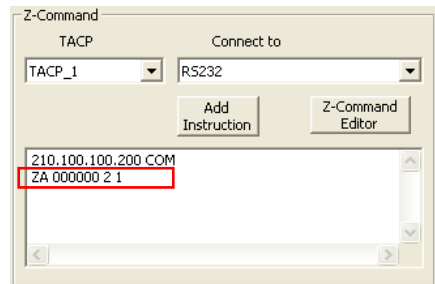 Z-Command
TACP Connect to
TACP_1 RS232
Add Instruction
Z-Command Editor
210.100.100.200 COM
ZA 000000 2 1